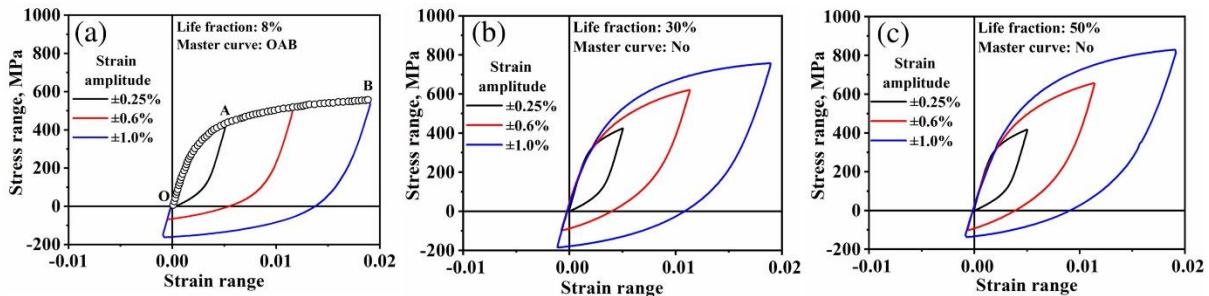 (a)
Life fraction: 8%
Master curve: OAB
Strain
amplitude
±0.25%
±0.6%
±1.0%
O
A
B
1000
800
600
400
200
0
-200
-0.01
0.00
0.01
0.02
Stress range, MPa
Strain range
(b)
Life fraction: 30%
Master curve: No
Strain
amplitude
±0.25%
±0.6%
±1.0%
1000
800
600
400
200
0
-200
-0.01
0.00
0.01
0.02
Stress range, MPa
Strain range
(c)
Life fraction: 50%
Master curve: No
Strain
amplitude
±0.25%
±0.6%
±1.0%
1000
800
600
400
200
0
-200
-0.01
0.00
0.01
0.02
Stress range, MPa
Strain range